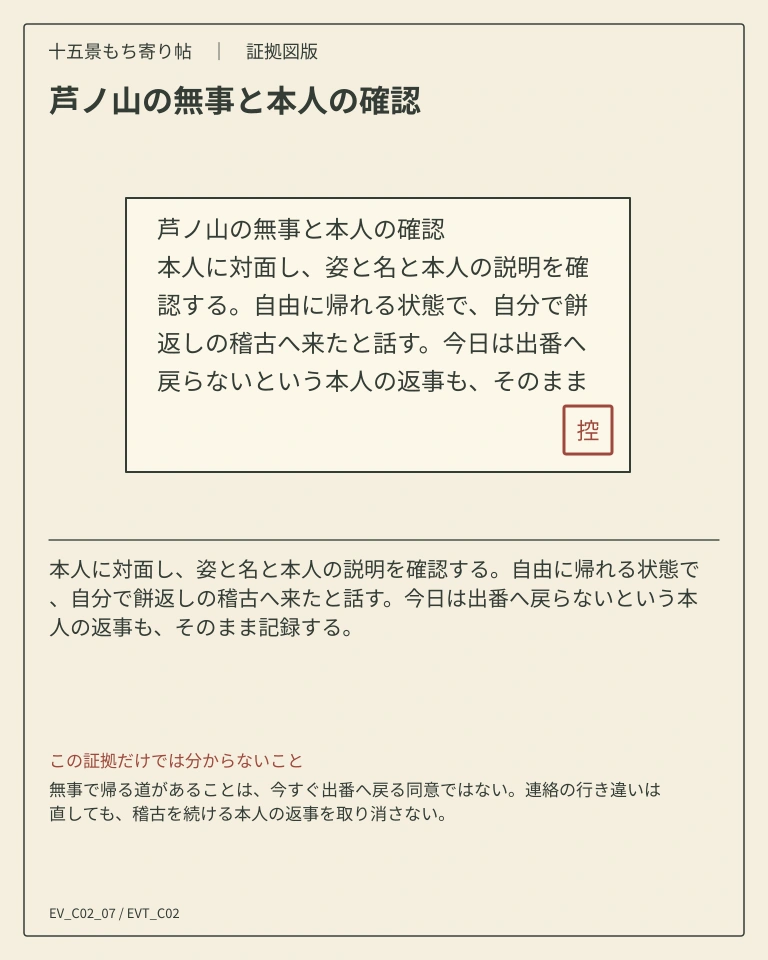 十五景もち寄り帖 ｜ 証拠図版
芦ノ山の無事と本人の確認
芦ノ山の無事と本人の確認
本人に対面し、姿と名と本人の説明を確
認する。自由に帰れる状態で、自分で餅
返しの稽古へ来たと話す。今日は出番へ
戻らないという本人の返事も、そのまま
控
本人に対面し、姿と名と本人の説明を確認する。自由に帰れる状態で
、自分で餅返しの稽古へ来たと話す。今日は出番へ戻らないという本
人の返事も、そのまま記録する。
この証拠だけでは分からないこと
無事で帰る道があることは、今すぐ出番へ戻る同意ではない。連絡の行き違いは
直しても、稽古を続ける本人の返事を取り消さない。
EV_C02_07 / EVT_C02